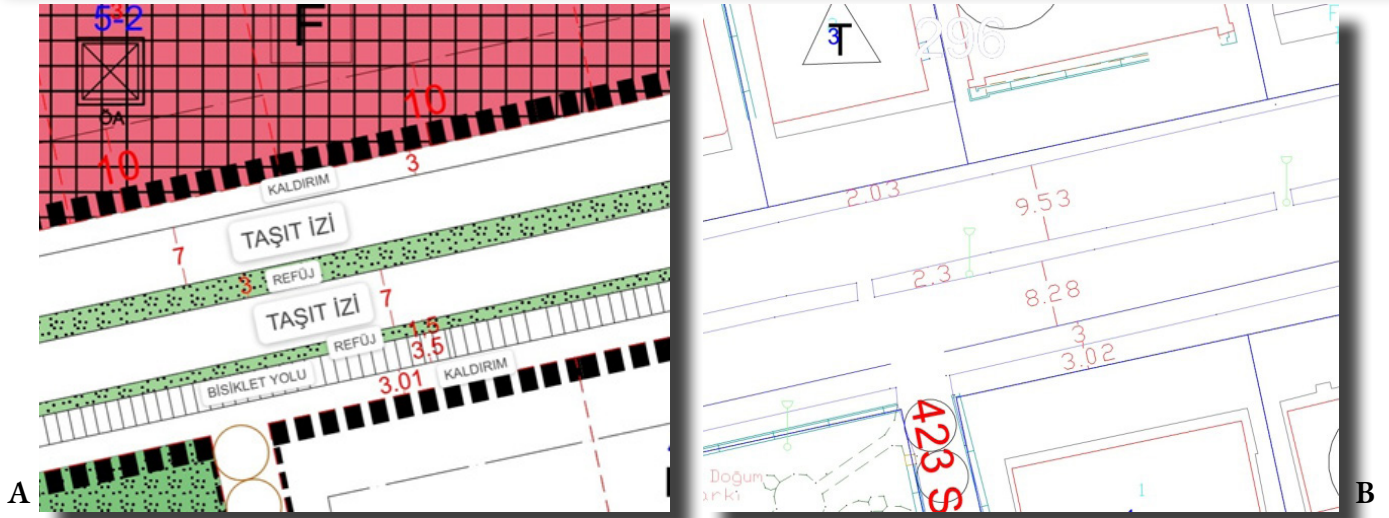 5-2
3
F
ÖA
10
10
KALDIRIM
3
TAŞIT İZİ
7
REFÜJ
3
TAŞIT İZİ
7
1.5
REFÜJ
3.5
BİSİKLET YOLU
3.01
KALDIRIM
A
3
T
296
F
2.03
9.53
2.3
8.28
3
3.02
423 S
Doğum
arkı
1
B